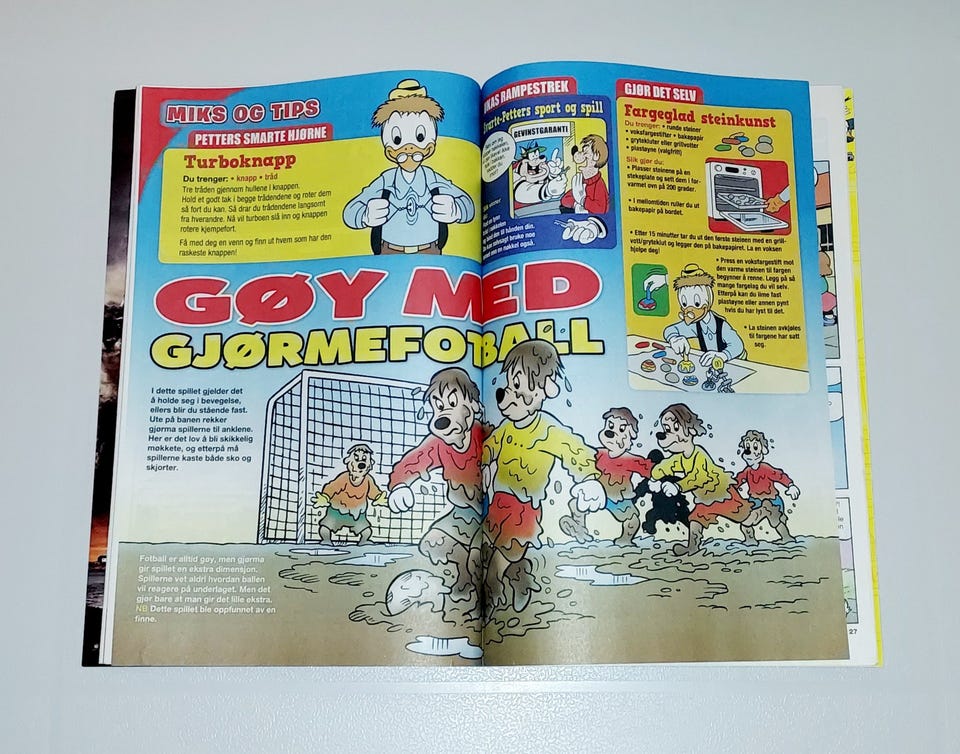 MIKS OG TIPS
PETTERS SMARTE HJØRNE
Turboknapp
Du trenger: • knapp • tråd
Tre tråden gjennom hullene i knappen.
Hold et godt tak i begge trådendene og roter dem
så fort du kan. Så drar du trådendene langsomt
fra hverandre. Nå vil turboen slå inn og knappen
rotere kjempefort.
Få med deg en venn og finn ut hvem som har den
raskeste knappen!
RAMPESTREK
Svarte-Petters sport og spill
GEVINSTGARANTI
til hånden din.
selvsagt bruke noe
enn en nøkkel også.
GJØR DET SELV
Fargeglad steinkunst
Du trenger: • runde steiner
• voksfargestifter • bakepapir
• gryteklüter eller grillvotter
• plastøyne (valgfritt)
Slik gjør du:
• Plasser steinene på en
stekeplate og sett dem i for-
varmet ovn på 200 grader.
• I mellomtiden ruller du ut
bakepapir på bordet.
• Etter 15 minutter tar du ut den første steinen med en grill-
vott/gryteklut og legger den på bakepapiret. La en voksen
hjelpe deg!
• Press en voksfargestift mot
den varme steinen til fargen
begynner å renne. Legg på så
mange fargelag du vil selv.
Etterpå kan du lime fast
plastøyne eller annen pynt
hvis du har lyst til det.
• La steinen avkjøles
til fargene har satt
seg.
GØY MED
GJØRMEFOTBALL
I dette spillet gjelder det
å holde seg i bevegelse,
ellers blir du stående fast.
Ute på banen rekker
gjørma spillerne til anklene.
Her er det lov å bli skikkelig
møkkete, og etterpå må
spillerne kaste både sko og
skjorter.
Fotball er alltid gøy, men gjørma
gir spillet en ekstra dimensjon.
Spillerne vet aldri hvordan ballen
vil reagere på underlaget. Men det
gjør bare at man gir det lille ekstra.
NB Dette spillet ble oppfunnet av en
finne.
27